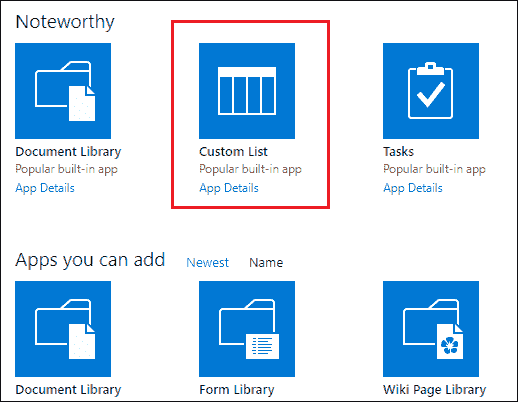 Noteworthy
Document Library
Popular built-in app
App Details
Custom List
Popular built-in app
App Details
Tasks
Popular built-in app
App Details
Apps you can add Newest Name
Document Library
Form Library
Wiki Page Library